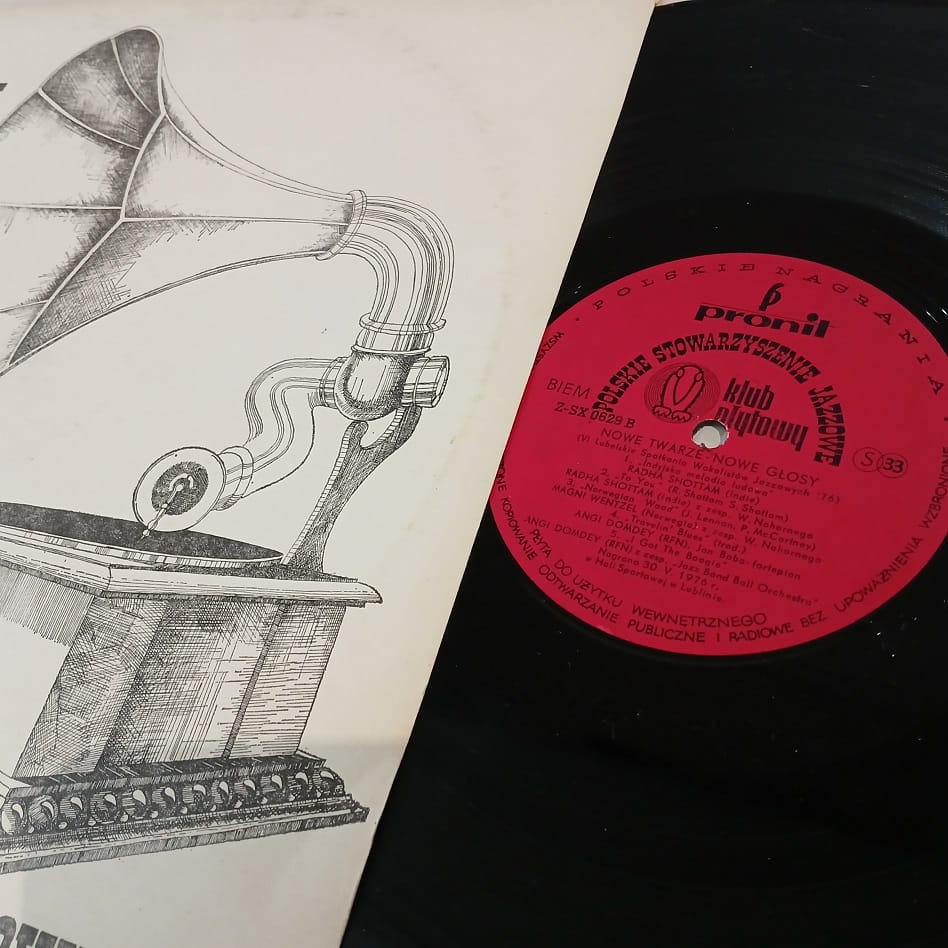 POLSKIE NAGRANIA
pronit
POLSKIE STOWARZYSZENIE JAZZOWE
klub
płytowy
BIEM
Z-SX 0629 B
S 33
NOWE TWARZE-NOWE GŁOSY
(VI Lubelskie Spotkania Wokalistów Jazzowych '76)
1. „Indyjska melodia ludowa"
RADHA SHOTTAM (Indie)
2. „To You" (R. Shottam, S. Shottam)
RADHA SHOTTAM (Indie) z zesp. W. Nahornego
3. „Norwegian Wood" (J. Lennon, P. McCartney)
MAGNI WENTZEL (Norwegia) z zesp. W. Nahornego
4. „Travelin' Blues" (trad.)
ANGI DOMDEY (RFN), Jan Boba-fortepian
5. „I Got The Boogie"
ANGI DOMDEY (RFN) z zesp. „Jazz Band Ball Orchestra"
Nagrano 30 V 1976 r.
w Hali Sportowej w Lublinie.
KOPIOWANIE PŁYTA DO UŻYTKU WEWNĘTRZNEGO
ODTWARZANIE PUBLICZNE I RADIOWE BEZ UPOWAŻNIENIA WZBRONIONE